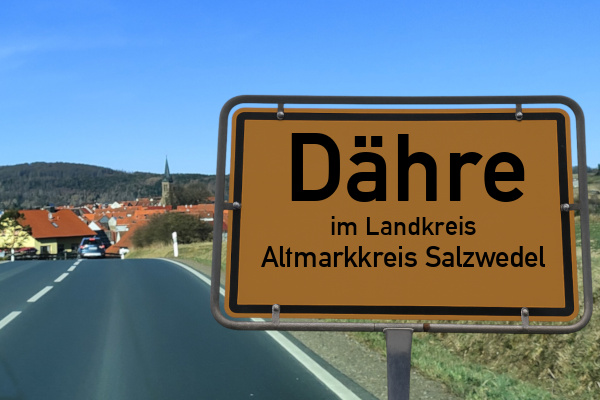 Dähre
im Landkreis
Altmarkkreis Salzwedel